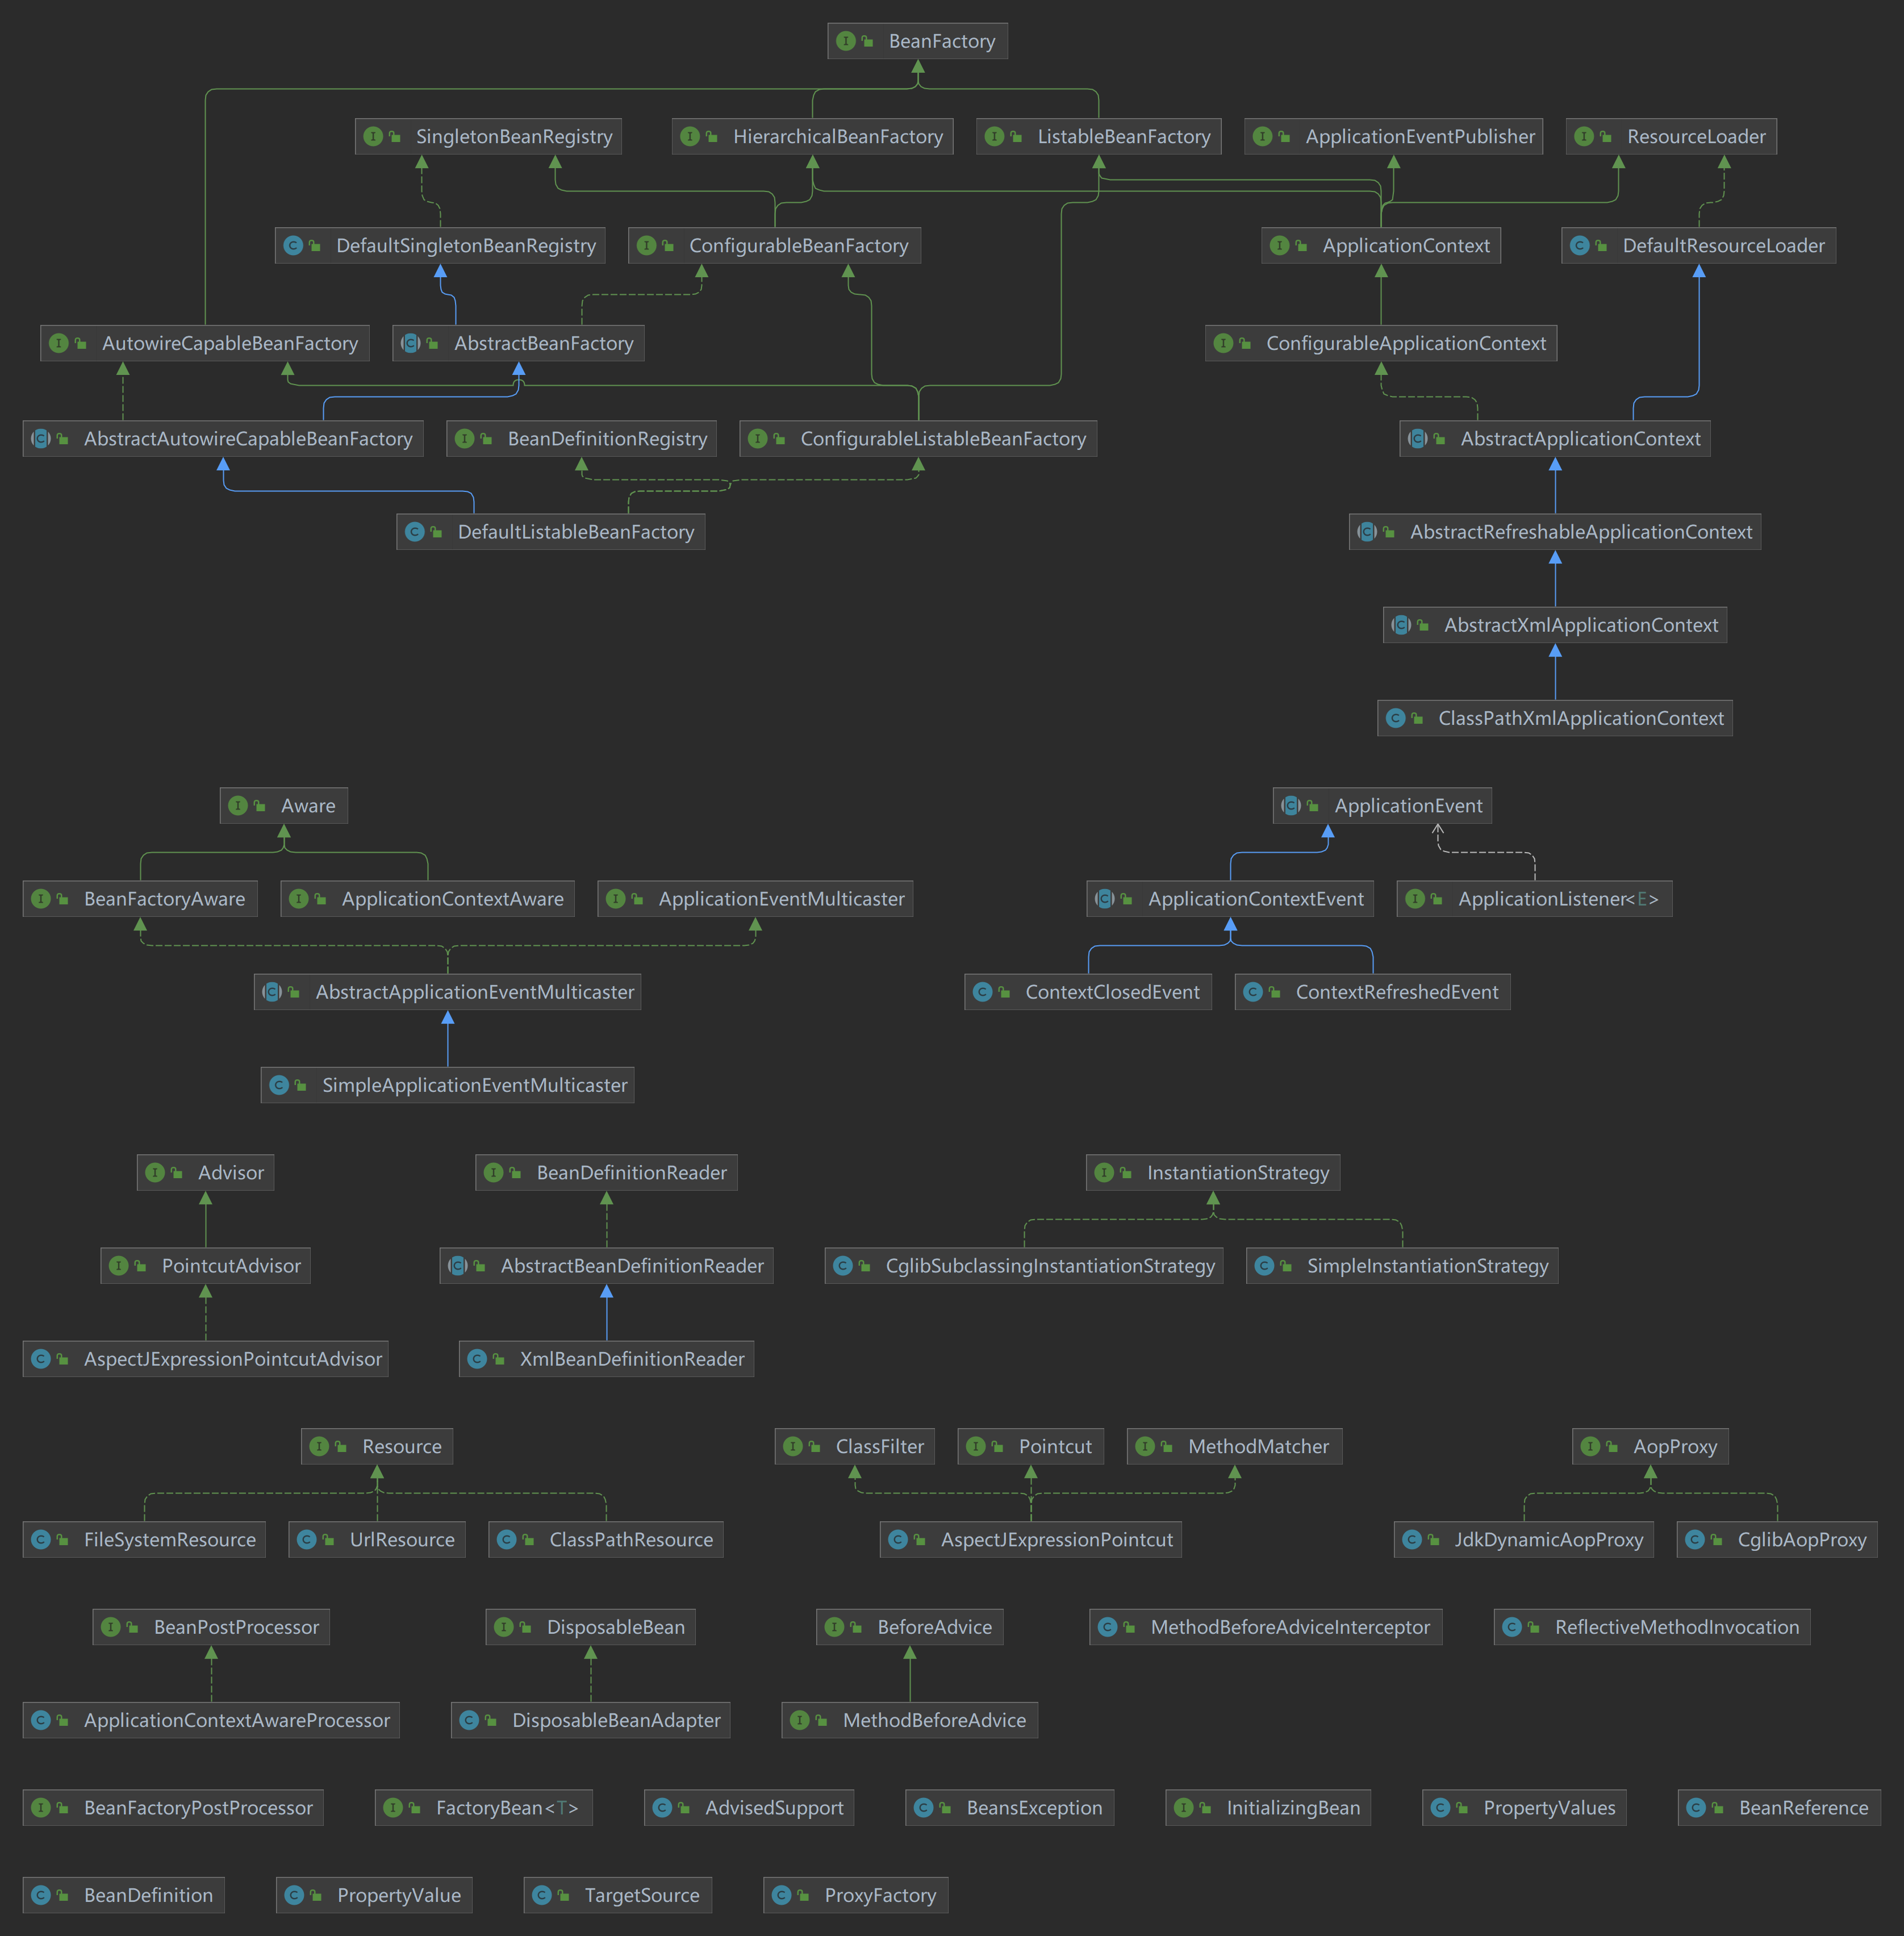 BeanFactory
SingletonBeanRegistry
HierarchicalBeanFactory
ListableBeanFactory
ApplicationEventPublisher
ResourceLoader
DefaultSingletonBeanRegistry
ConfigurableBeanFactory
ApplicationContext
DefaultResourceLoader
AutowireCapableBeanFactory
AbstractBeanFactory
ConfigurableApplicationContext
AbstractAutowireCapableBeanFactory
BeanDefinitionRegistry
ConfigurableListableBeanFactory
AbstractApplicationContext
DefaultListableBeanFactory
AbstractRefreshableApplicationContext
AbstractXmlApplicationContext
ClassPathXmlApplicationContext
Aware
ApplicationEvent
BeanFactoryAware
ApplicationContextAware
ApplicationEventMulticaster
ApplicationContextEvent
ApplicationListener<E>
AbstractApplicationEventMulticaster
ContextClosedEvent
ContextRefreshedEvent
SimpleApplicationEventMulticaster
Advisor
BeanDefinitionReader
InstantiationStrategy
PointcutAdvisor
AbstractBeanDefinitionReader
CglibSubclassingInstantiationStrategy
SimpleInstantiationStrategy
AspectJExpressionPointcutAdvisor
XmlBeanDefinitionReader
Resource
ClassFilter
Pointcut
MethodMatcher
AopProxy
FileSystemResource
UrlResource
ClassPathResource
AspectJExpressionPointcut
JdkDynamicAopProxy
CglibAopProxy
BeanPostProcessor
DisposableBean
BeforeAdvice
MethodBeforeAdviceInterceptor
ReflectiveMethodInvocation
ApplicationContextAwareProcessor
DisposableBeanAdapter
MethodBeforeAdvice
BeanFactoryPostProcessor
FactoryBean<T>
AdvisedSupport
BeansException
InitializingBean
PropertyValues
BeanReference
BeanDefinition
PropertyValue
TargetSource
ProxyFactory